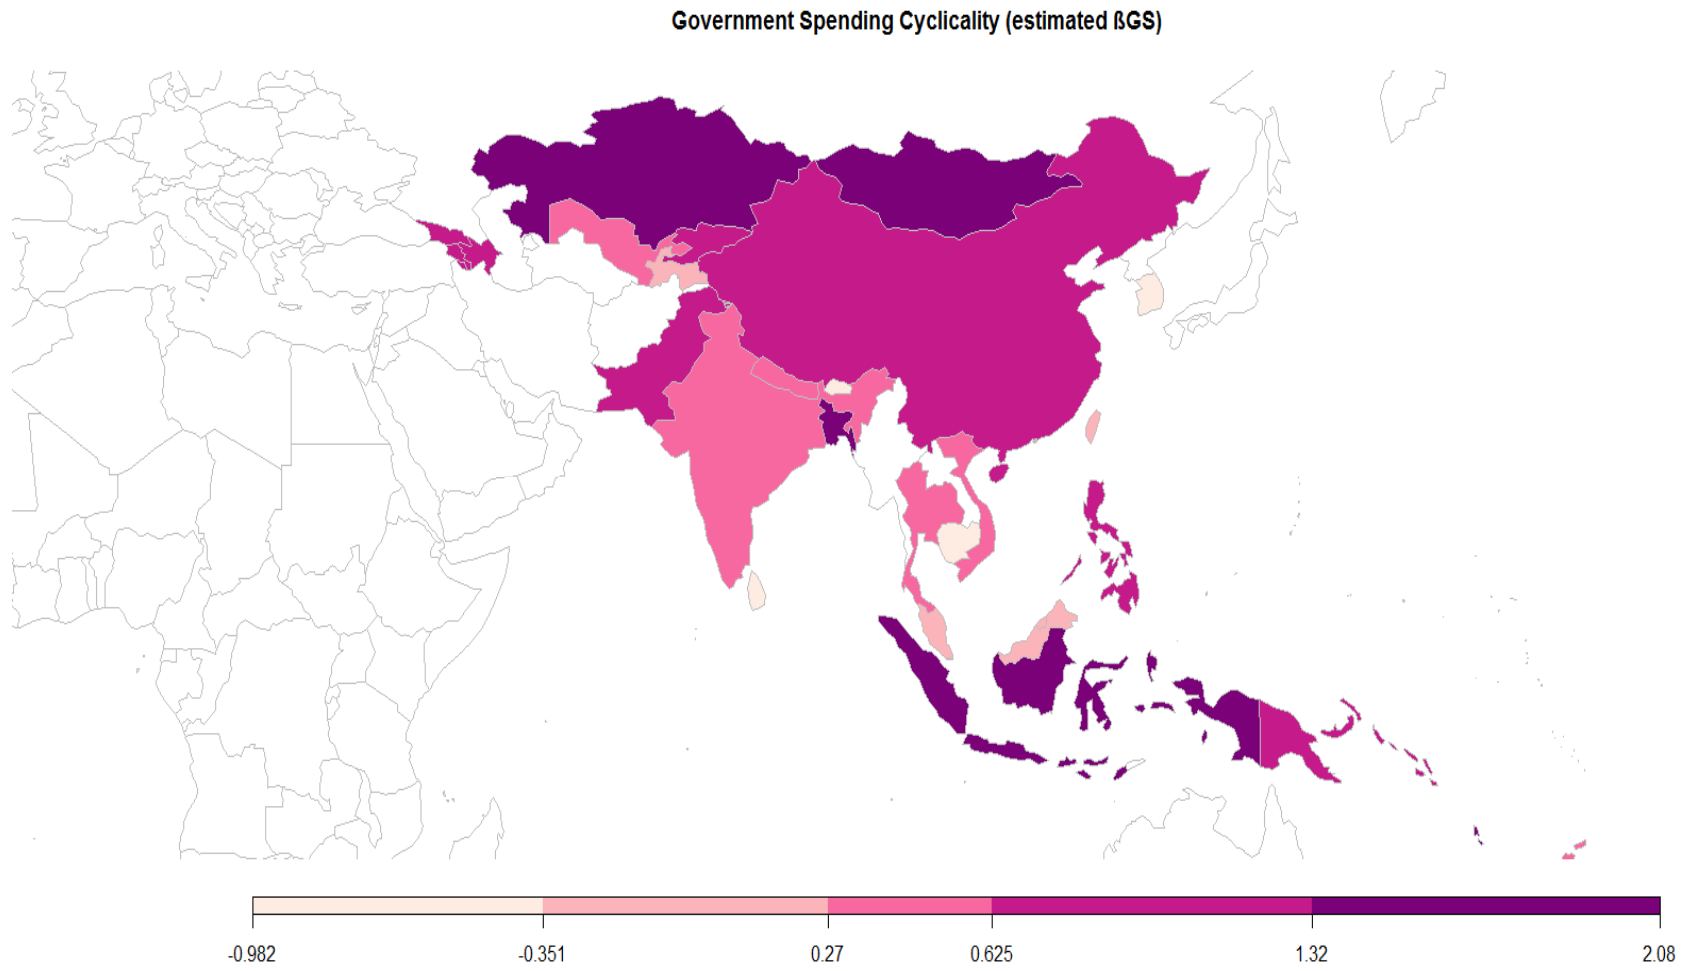 Government Spending Cyclicality (estimated ßGS)
-0.982 -0.351 0.27 0.625 1.32 2.08